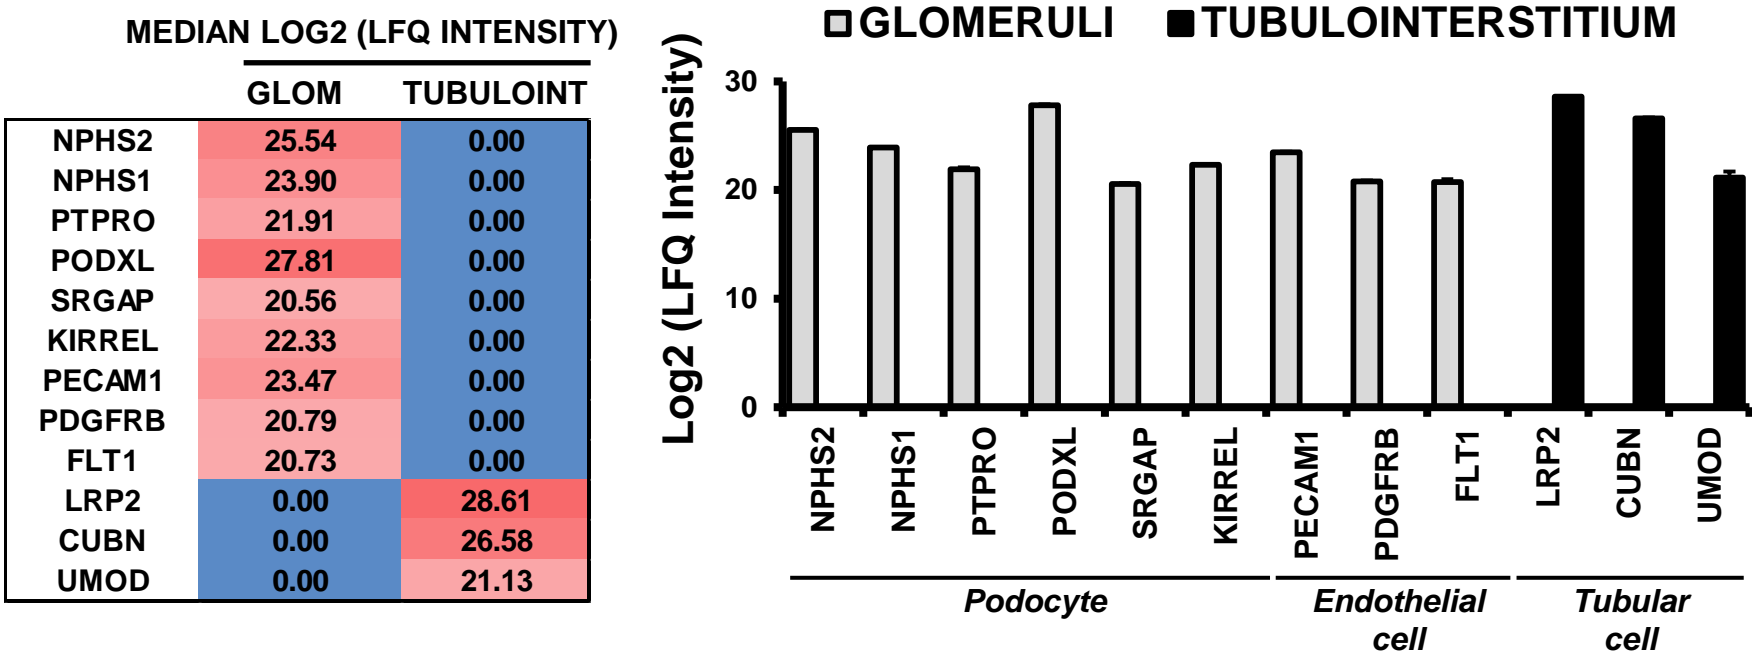 MEDIAN LOG2 (LFQ INTENSITY)
GLOM TUBULOINT
NPHS2 25.54 0.00
NPHS1 23.90 0.00
PTPRO 21.91 0.00
PODXL 27.81 0.00
SRGAP 20.56 0.00
KIRREL 22.33 0.00
PECAM1 23.47 0.00
PDGFRB 20.79 0.00
FLT1 20.73 0.00
LRP2 0.00 28.61
CUBN 0.00 26.58
UMOD 0.00 21.13
GLOMERULI TUBULOINTERSTITIUM
Log2 (LFQ Intensity)
30
20
10
0
NPHS2
NPHS1
PTPRO
PODXL
SRGAP
KIRREL
PECAM1
PDGFRB
FLT1
LRP2
CUBN
UMOD
Podocyte
Endothelial
cell
Tubular
cell